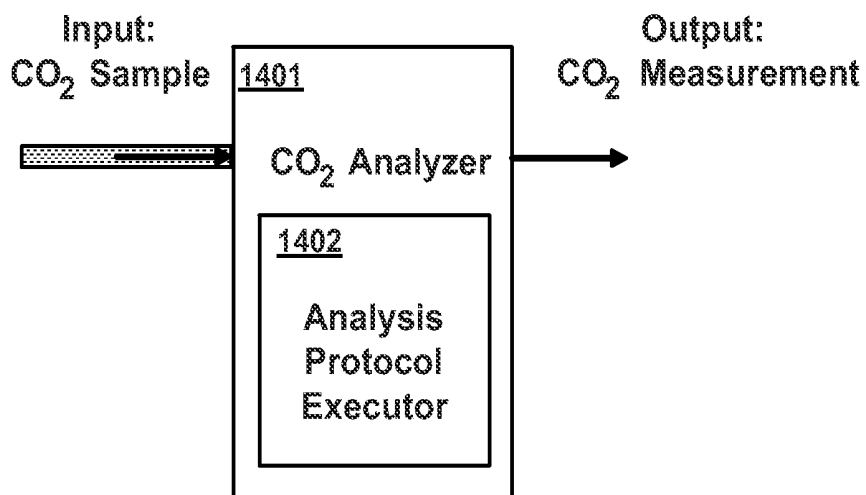 Input:
CO₂ Sample
Output:
CO₂ Measurement
1401
CO₂ Analyzer
1402
Analysis
Protocol
Executor